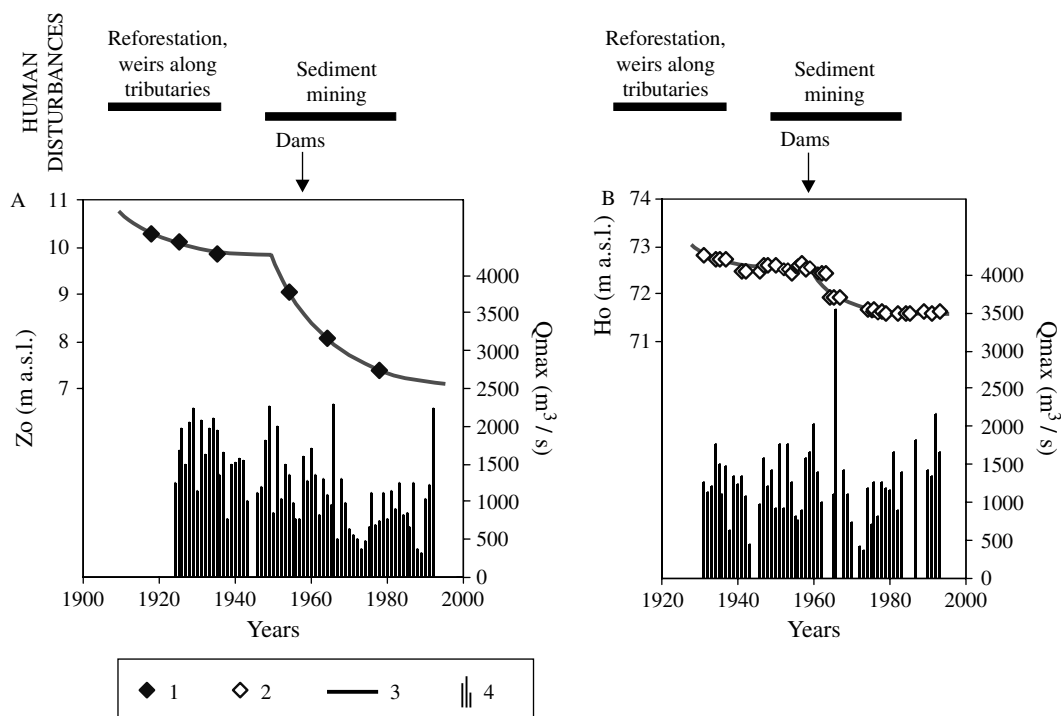 HUMAN
DISTURBANCES
Reforestation,
weirs along
tributaries
Sediment
mining
Dams
Reforestation,
weirs along
tributaries
Sediment
mining
Dams
A
Zo (m a.s.l.)
11
10
9
8
7
4000
3500
3000
2500
2000
1500
1000
500
0
Qmax (m³ / s)
1900
1920
1940
1960
1980
2000
Years
B
Ho (m a.s.l.)
74
73
72
71
4000
3500
3000
2500
2000
1500
1000
500
0
Qmax (m³ / s)
1920
1940
1960
1980
2000
Years
1
2
3
4